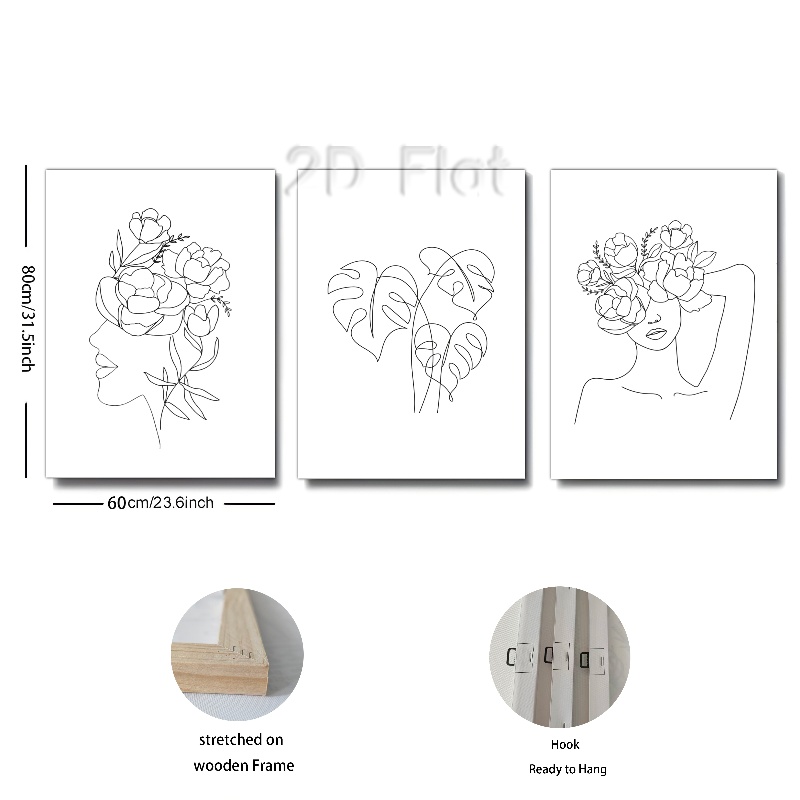 2D Flat
80cm/31.5inch
60cm/23.6inch
stretched on
wooden Frame
Hook
Ready to Hang